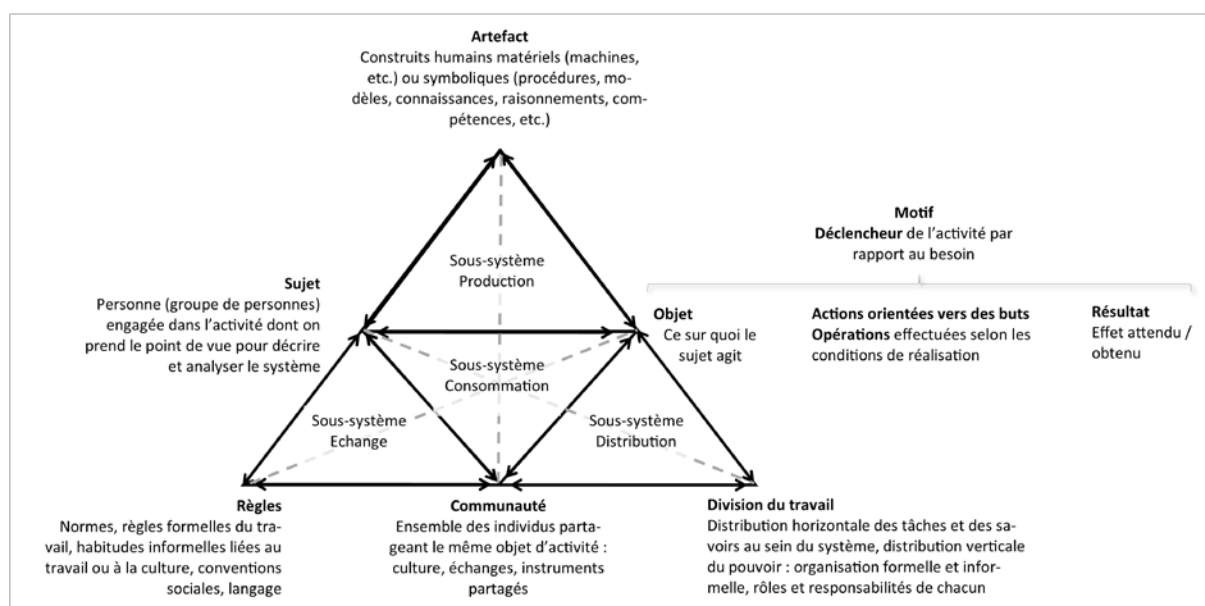 Artefact
Construits humains matériels (machines,
etc.) ou symboliques (procédures, mo-
dèles, connaissances, raisonnements, com-
pétences, etc.)
Sous-système
Production
Motif
Déclencheur de l'activité par
rapport au besoin
Sujet
Personne (groupe de personnes)
engagée dans l'activité dont on
prend le point de vue pour décrire
et analyser le système
Objet
Ce sur quoi le
sujet agit
Actions orientées vers des buts
Opérations effectuées selon les
conditions de réalisation
Résultat
Effet attendu /
obtenu
Sous-système
Consommation
Sous-système
Echange
Sous-système
Distribution
Règles
Normes, règles formelles du tra-
vail, habitudes informelles liées au
travail ou à la culture, conventions
sociales, langage
Communauté
Ensemble des individus parta-
geant le même objet d'activité :
culture, échanges, instruments
partagés
Division du travail
Distribution horizontale des tâches et des sa-
voirs au sein du système, distribution verticale
du pouvoir : organisation formelle et infor-
melle, rôles et responsabilités de chacun